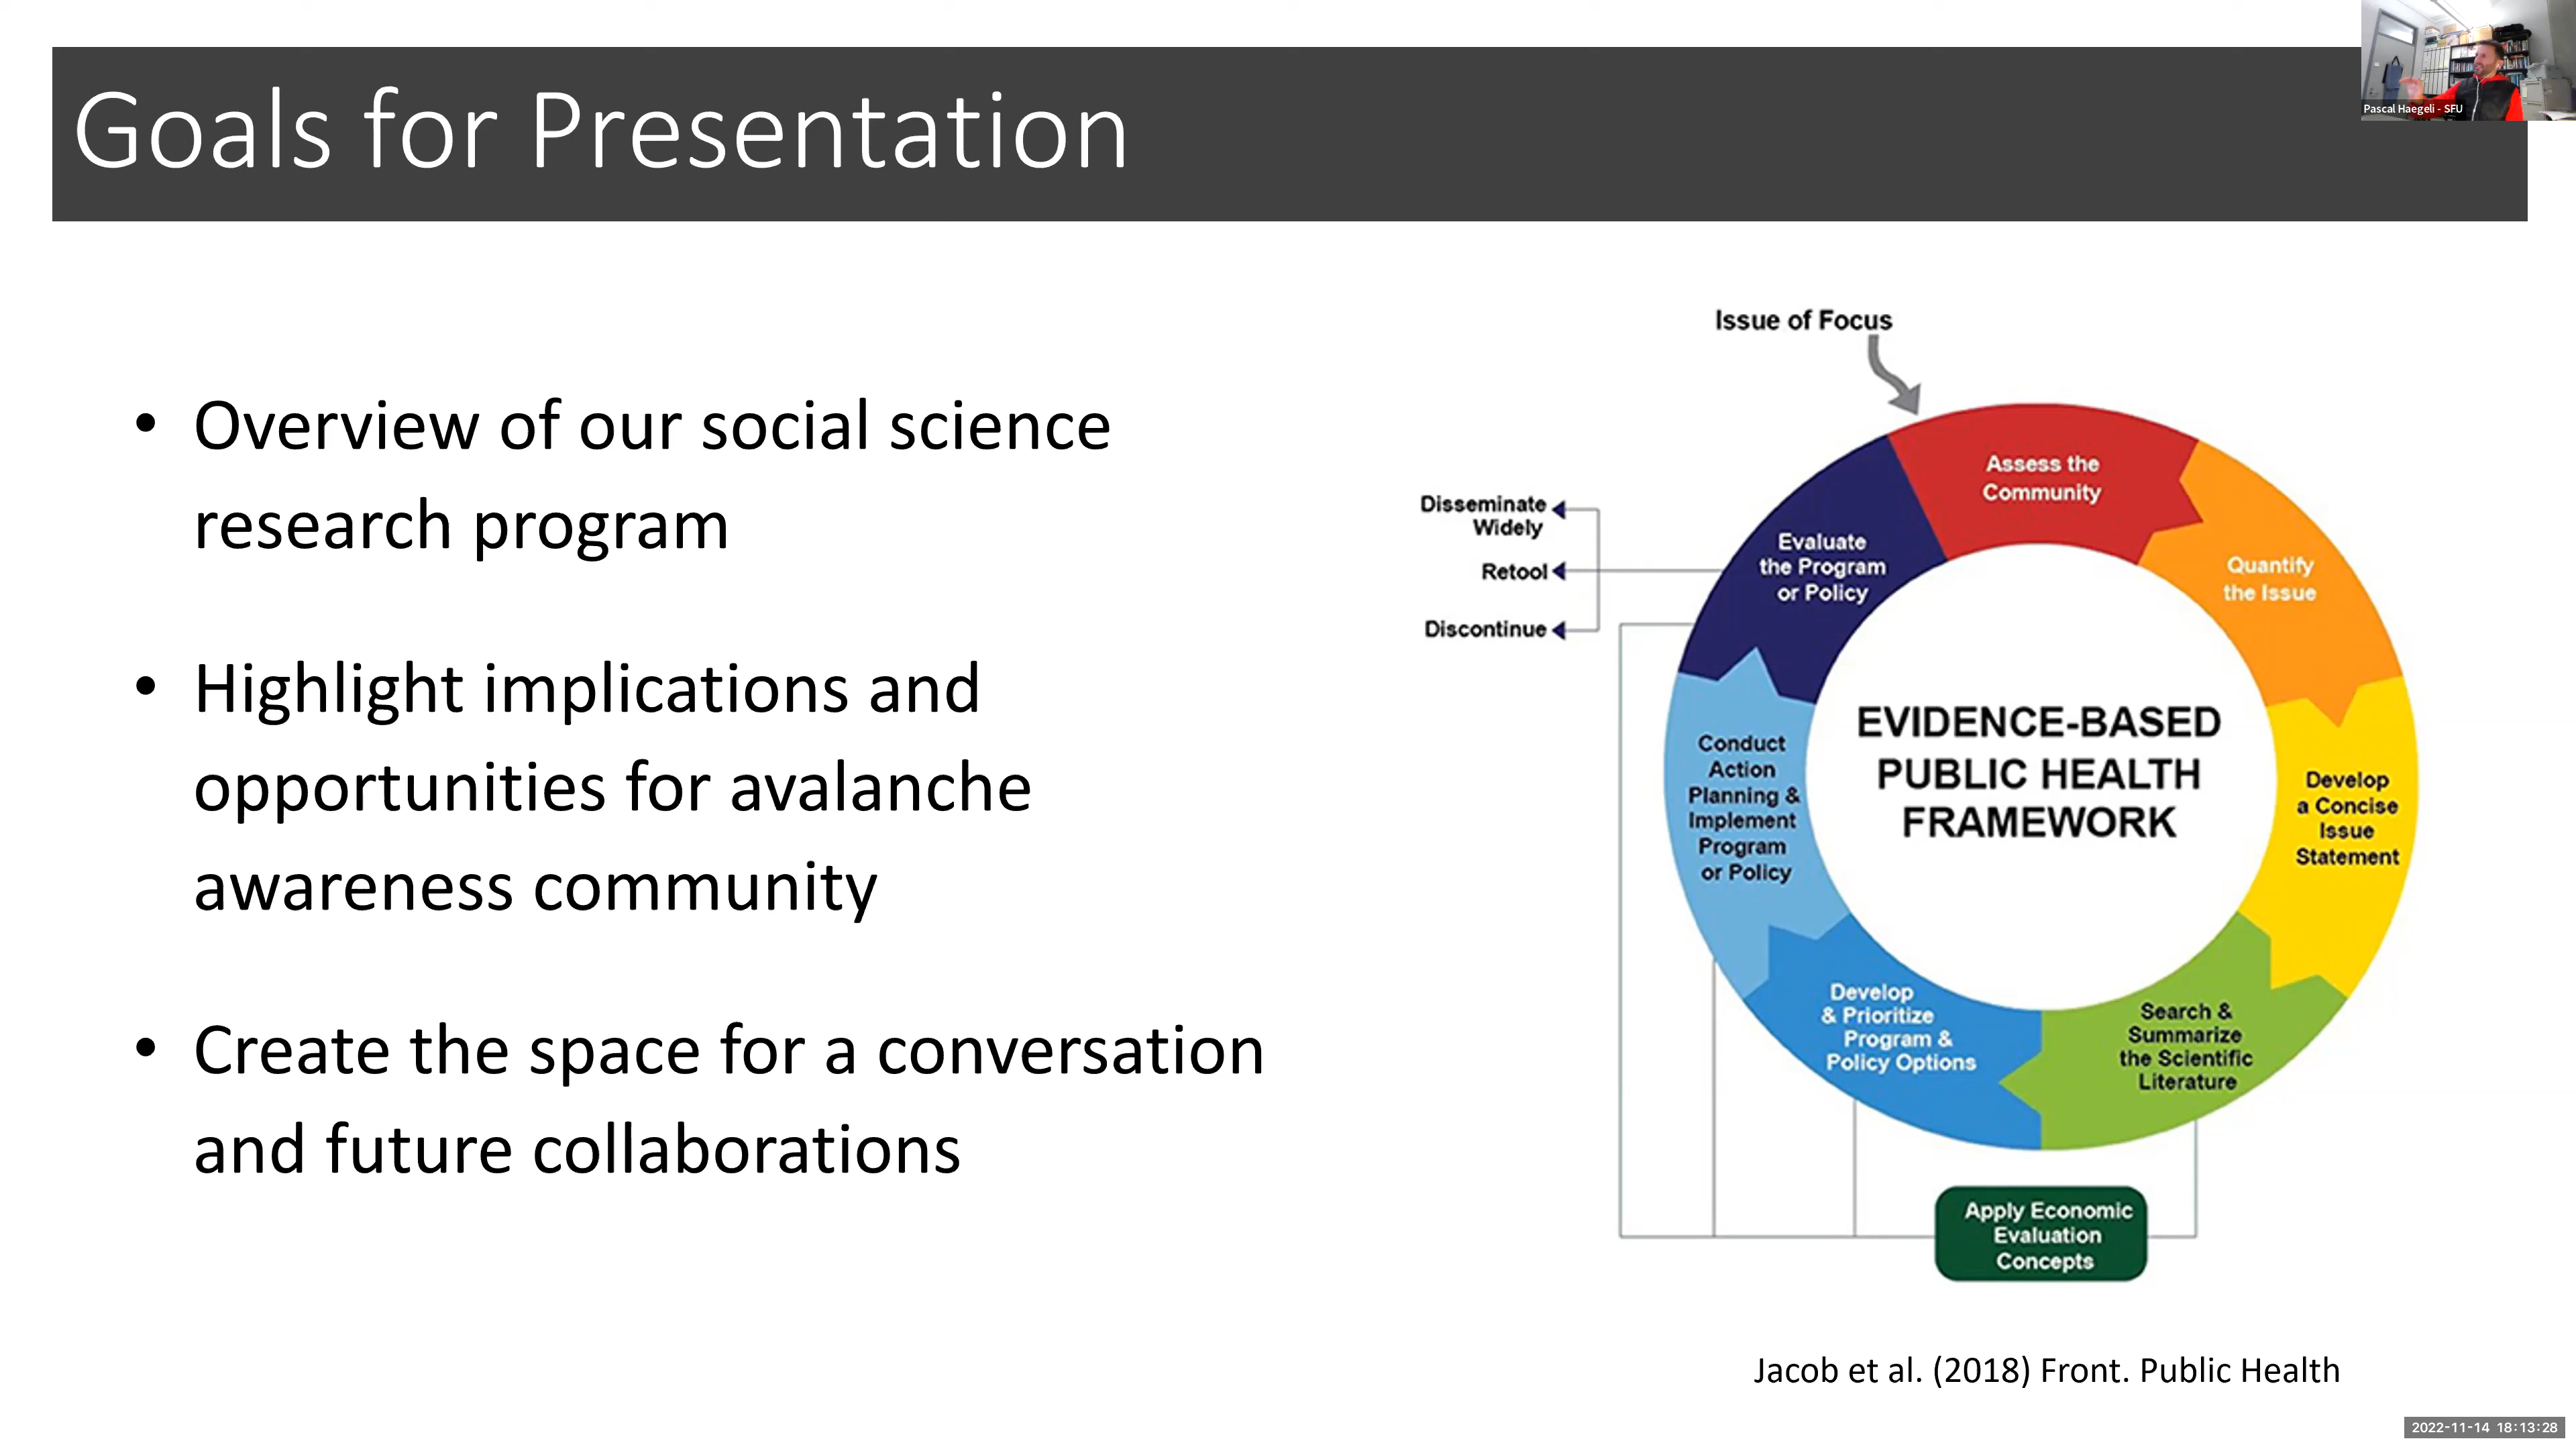 Goals for Presentation
Pascal Haegeli - SFU
• Overview of our social science
research program
• Highlight implications and
opportunities for avalanche
awareness community
• Create the space for a conversation
and future collaborations
Issue of Focus
Assess the
Community
Quantify
the Issue
Develop
a Concise
Issue
Statement
Search &
Summarize
the Scientific
Literature
Develop
& Prioritize
Program &
Policy Options
Conduct
Action
Planning &
Implement
Program
or Policy
Evaluate
the Program
or Policy
Disseminate
Widely
Retool
Discontinue
EVIDENCE-BASED
PUBLIC HEALTH
FRAMEWORK
Apply Economic
Evaluation
Concepts
Jacob et al. (2018) Front. Public Health
2022-11-14 18:13:28